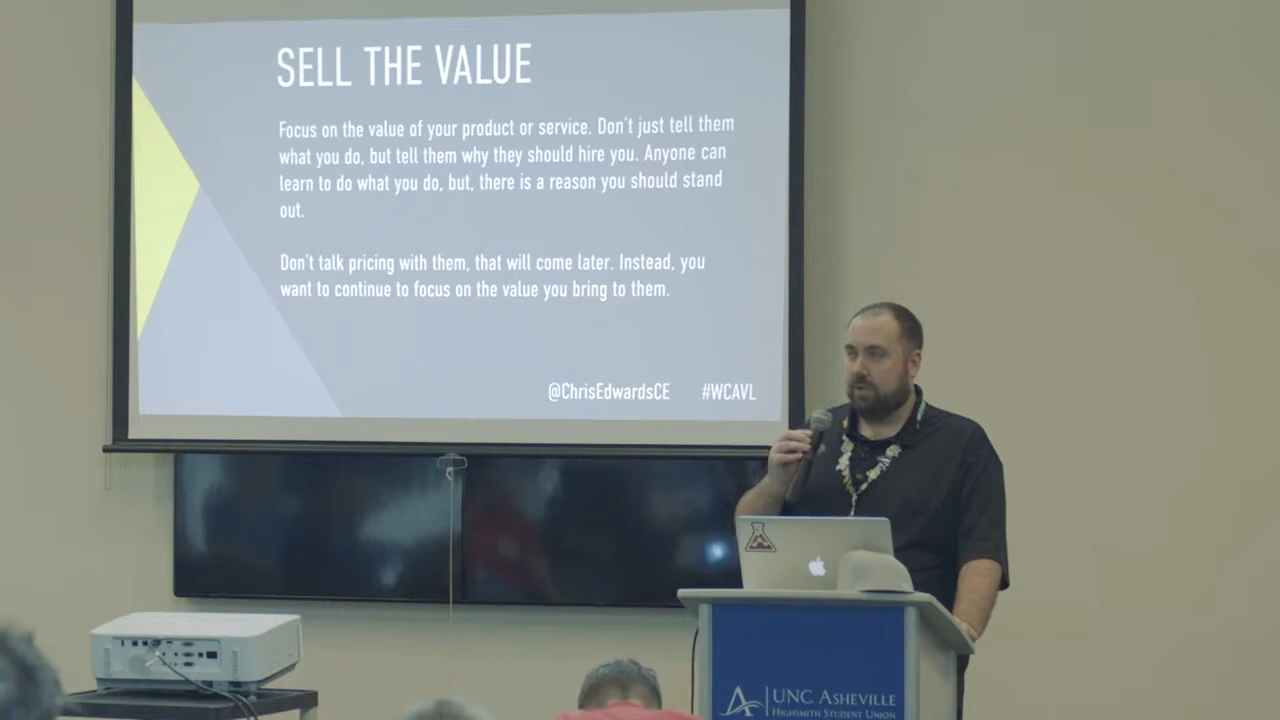 SELL THE VALUE
Focus on the value of your product or service. Don't just tell them
what you do, but tell them why they should hire you. Anyone can
learn to do what you do, but, there is a reason you should stand
out.
Don't talk pricing with them, that will come later. Instead, you
want to continue to focus on the value you bring to them.
@ChrisEdwardsCE #WCAVL
UNC ASHEVILLE
HIGHSMITH STUDENT UNION